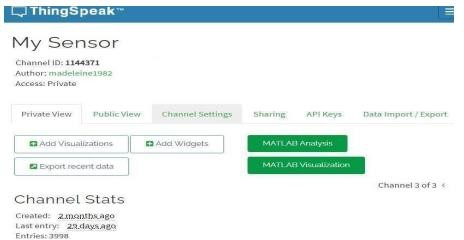 ThingSpeak™
My Sensor
Channel ID: 1144371
Author: madeleine1982
Access: Private
Private View Public View Channel Settings Sharing API Keys Data Import / Export
Add Visualizations Add Widgets MATLAB Analysis
Export recent data MATLAB Visualization
Channel 3 of 3 <
Channel Stats
Created: 2 months ago
Last entry: 29 days ago
Entries: 3998